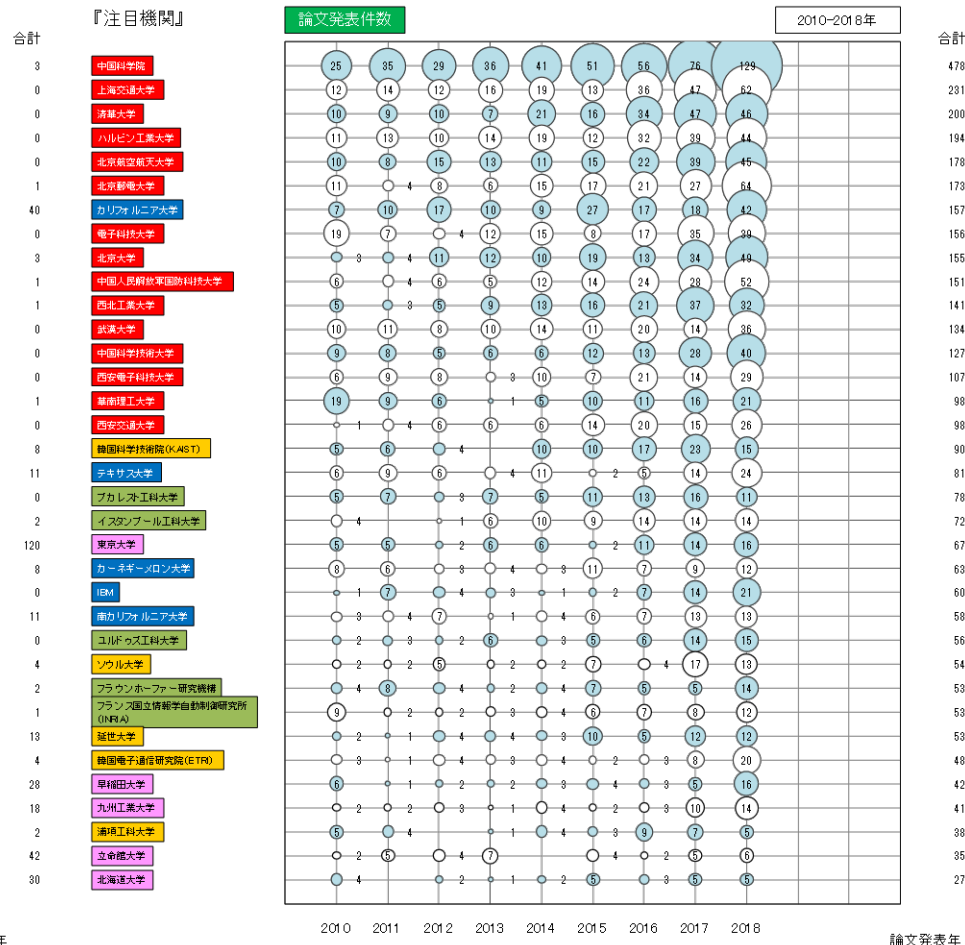 『注目機関』
論文発表件数
2010-2018年
合計
合計
3 中国科学院 25 35 29 36 41 51 56 76 129 478
0 上海交通大学 12 14 12 16 19 13 36 47 62 231
0 清華大学 10 9 10 7 21 16 34 47 46 200
0 ハルビン工業大学 11 13 10 14 19 12 32 39 44 194
0 北京航空航天大学 10 8 15 13 11 15 22 39 45 178
1 北京郵電大学 11 4 8 6 15 17 21 27 64 173
40 カリフォルニア大学 7 10 17 10 9 27 17 18 42 157
0 電子科技大学 19 7 4 12 15 8 17 35 39 156
3 北京大学 3 4 11 12 10 19 13 34 49 155
1 中国人民解放軍国防科技大学 6 4 6 5 12 14 24 28 52 151
1 西北工業大学 5 3 5 9 13 16 21 37 32 141
0 武漢大学 10 11 8 10 14 11 20 14 36 134
0 中国科学技術大学 9 8 5 6 6 12 13 28 40 127
0 西安電子科技大学 6 9 8 3 10 7 21 14 29 107
1 華南理工大学 19 9 6 1 5 10 11 16 21 98
0 西安交通大学 1 4 6 6 6 14 20 15 26 98
8 韓国科学技術院(KAIST) 5 6 4 10 10 17 23 15 90
11 テキサス大学 6 9 6 4 11 2 5 14 24 81
0 ブカレスト工科大学 5 7 3 7 5 11 13 16 11 78
2 イスタンブール工科大学 4 1 6 10 9 14 14 14 72
120 東京大学 5 5 2 6 6 2 11 14 16 67
8 カーネギーメロン大学 8 6 3 4 3 11 7 9 12 63
0 IBM 1 7 4 3 1 2 7 14 21 60
11 南カリフォルニア大学 3 4 7 1 4 6 7 13 13 58
0 ユルドゥズ工科大学 2 3 2 6 3 5 6 14 15 56
4 ソウル大学 2 2 5 2 2 7 4 17 13 54
2 フラウンホーファー研究機構 4 8 4 2 4 7 5 5 14 53
1 フランス国立情報学自動制御研究所
(INRIA) 9 2 2 3 4 6 7 8 12 53
13 延世大学 2 1 4 4 3 10 5 12 12 53
4 韓国電子通信研究院(ETRI) 3 1 4 3 4 2 3 8 20 48
28 早稲田大学 6 1 2 2 3 4 3 5 16 42
18 九州工業大学 2 2 3 1 4 2 3 10 14 41
2 浦項工科大学 5 4 1 4 3 9 7 5 38
42 立命館大学 2 5 4 7 4 2 5 6 35
30 北海道大学 4 2 1 2 5 3 5 5 27
2010 2011 2012 2013 2014 2015 2016 2017 2018
年
論文発表年